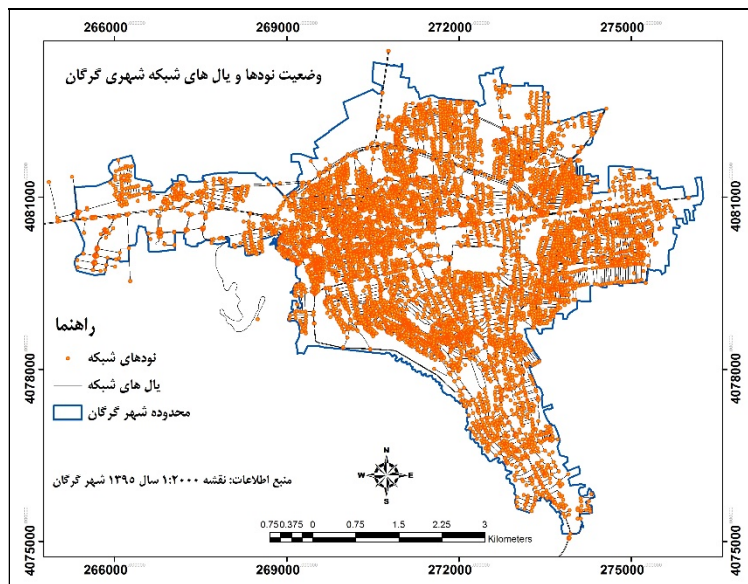 266000 269000 272000 275000
وضعیت نودها و یال های شبکه شهری گرگان
4081000 4081000
راهنما
نودهای شبکه
یال های شبکه
محدوده شهر گرگان
4078000 4078000
منبع اطلاعات: نقشه ۱:۲۰۰۰ سال ۱۳۹۵ شهر گرگان
N
W E
S
0.75 0.375 0 0.75 1.5 2.25 3
Kilometers
4075000 4075000
266000 269000 272000 275000